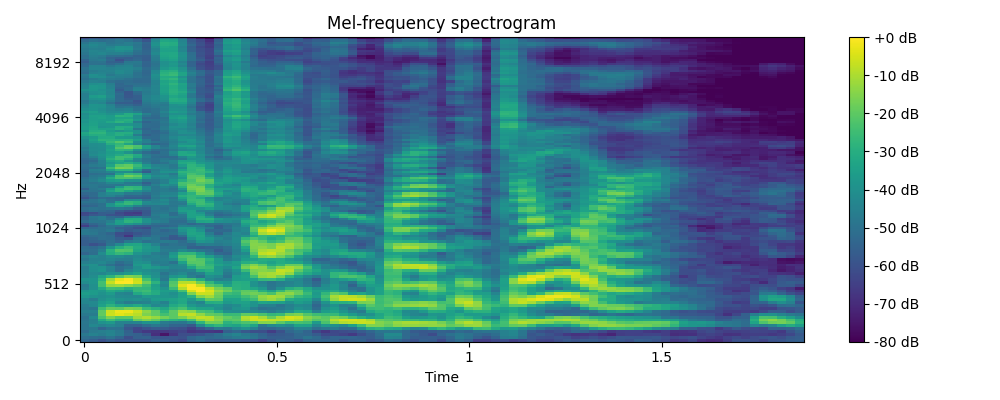 Mel-frequency spectrogram
8192
4096
2048
1024
512
0
Hz
0
0.5
1
1.5
Time
+0 dB
-10 dB
-20 dB
-30 dB
-40 dB
-50 dB
-60 dB
-70 dB
-80 dB